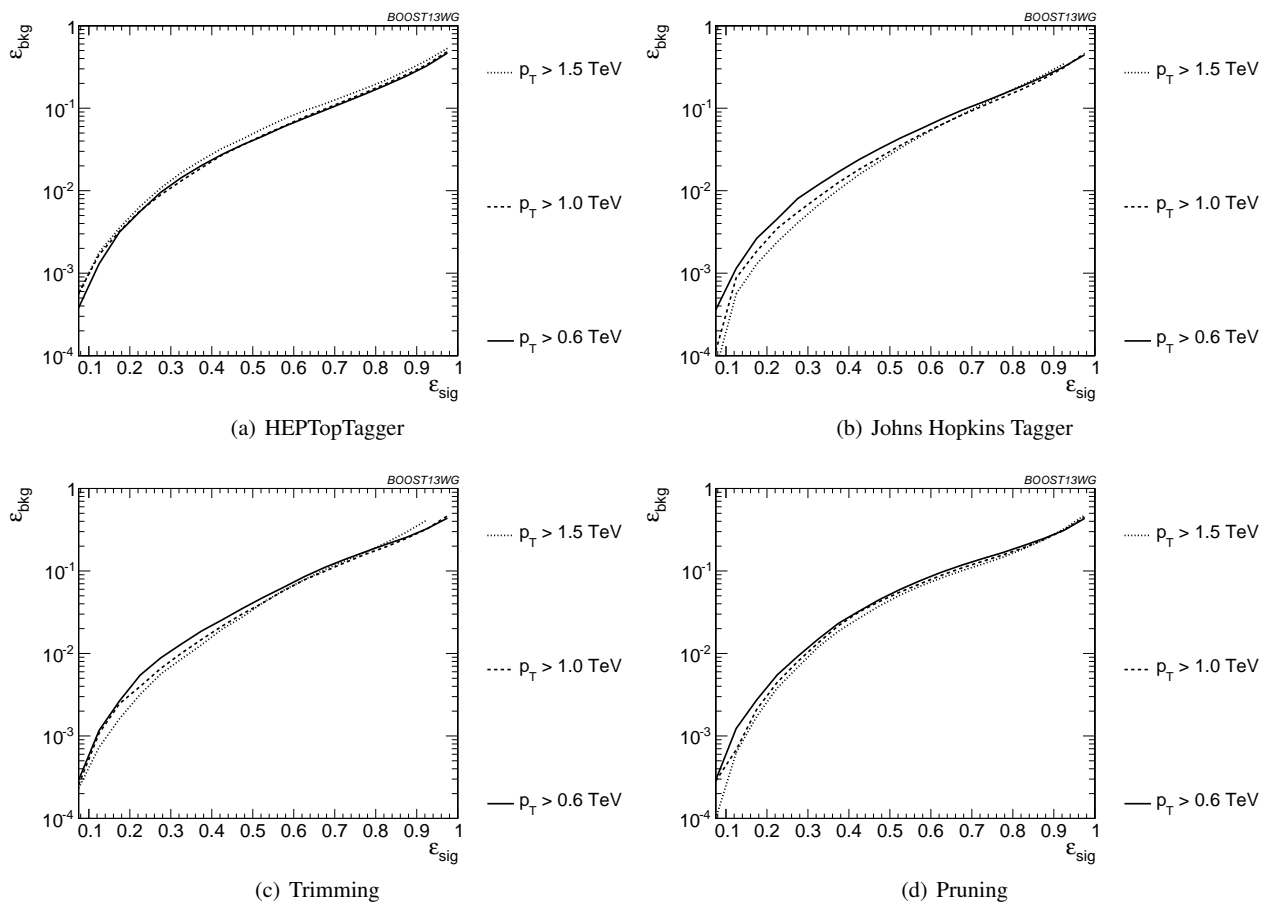 BOOST13WG
ε_bkg
1
10^-1
10^-2
10^-3
10^-4
0.1 0.2 0.3 0.4 0.5 0.6 0.7 0.8 0.9 1
ε_sig
p_T > 1.5 TeV
p_T > 1.0 TeV
p_T > 0.6 TeV
(a) HEPTopTagger
BOOST13WG
ε_bkg
1
10^-1
10^-2
10^-3
10^-4
0.1 0.2 0.3 0.4 0.5 0.6 0.7 0.8 0.9 1
ε_sig
p_T > 1.5 TeV
p_T > 1.0 TeV
p_T > 0.6 TeV
(b) Johns Hopkins Tagger
BOOST13WG
ε_bkg
1
10^-1
10^-2
10^-3
10^-4
0.1 0.2 0.3 0.4 0.5 0.6 0.7 0.8 0.9 1
ε_sig
p_T > 1.5 TeV
p_T > 1.0 TeV
p_T > 0.6 TeV
(c) Trimming
BOOST13WG
ε_bkg
1
10^-1
10^-2
10^-3
10^-4
0.1 0.2 0.3 0.4 0.5 0.6 0.7 0.8 0.9 1
ε_sig
p_T > 1.5 TeV
p_T > 1.0 TeV
p_T > 0.6 TeV
(d) Pruning